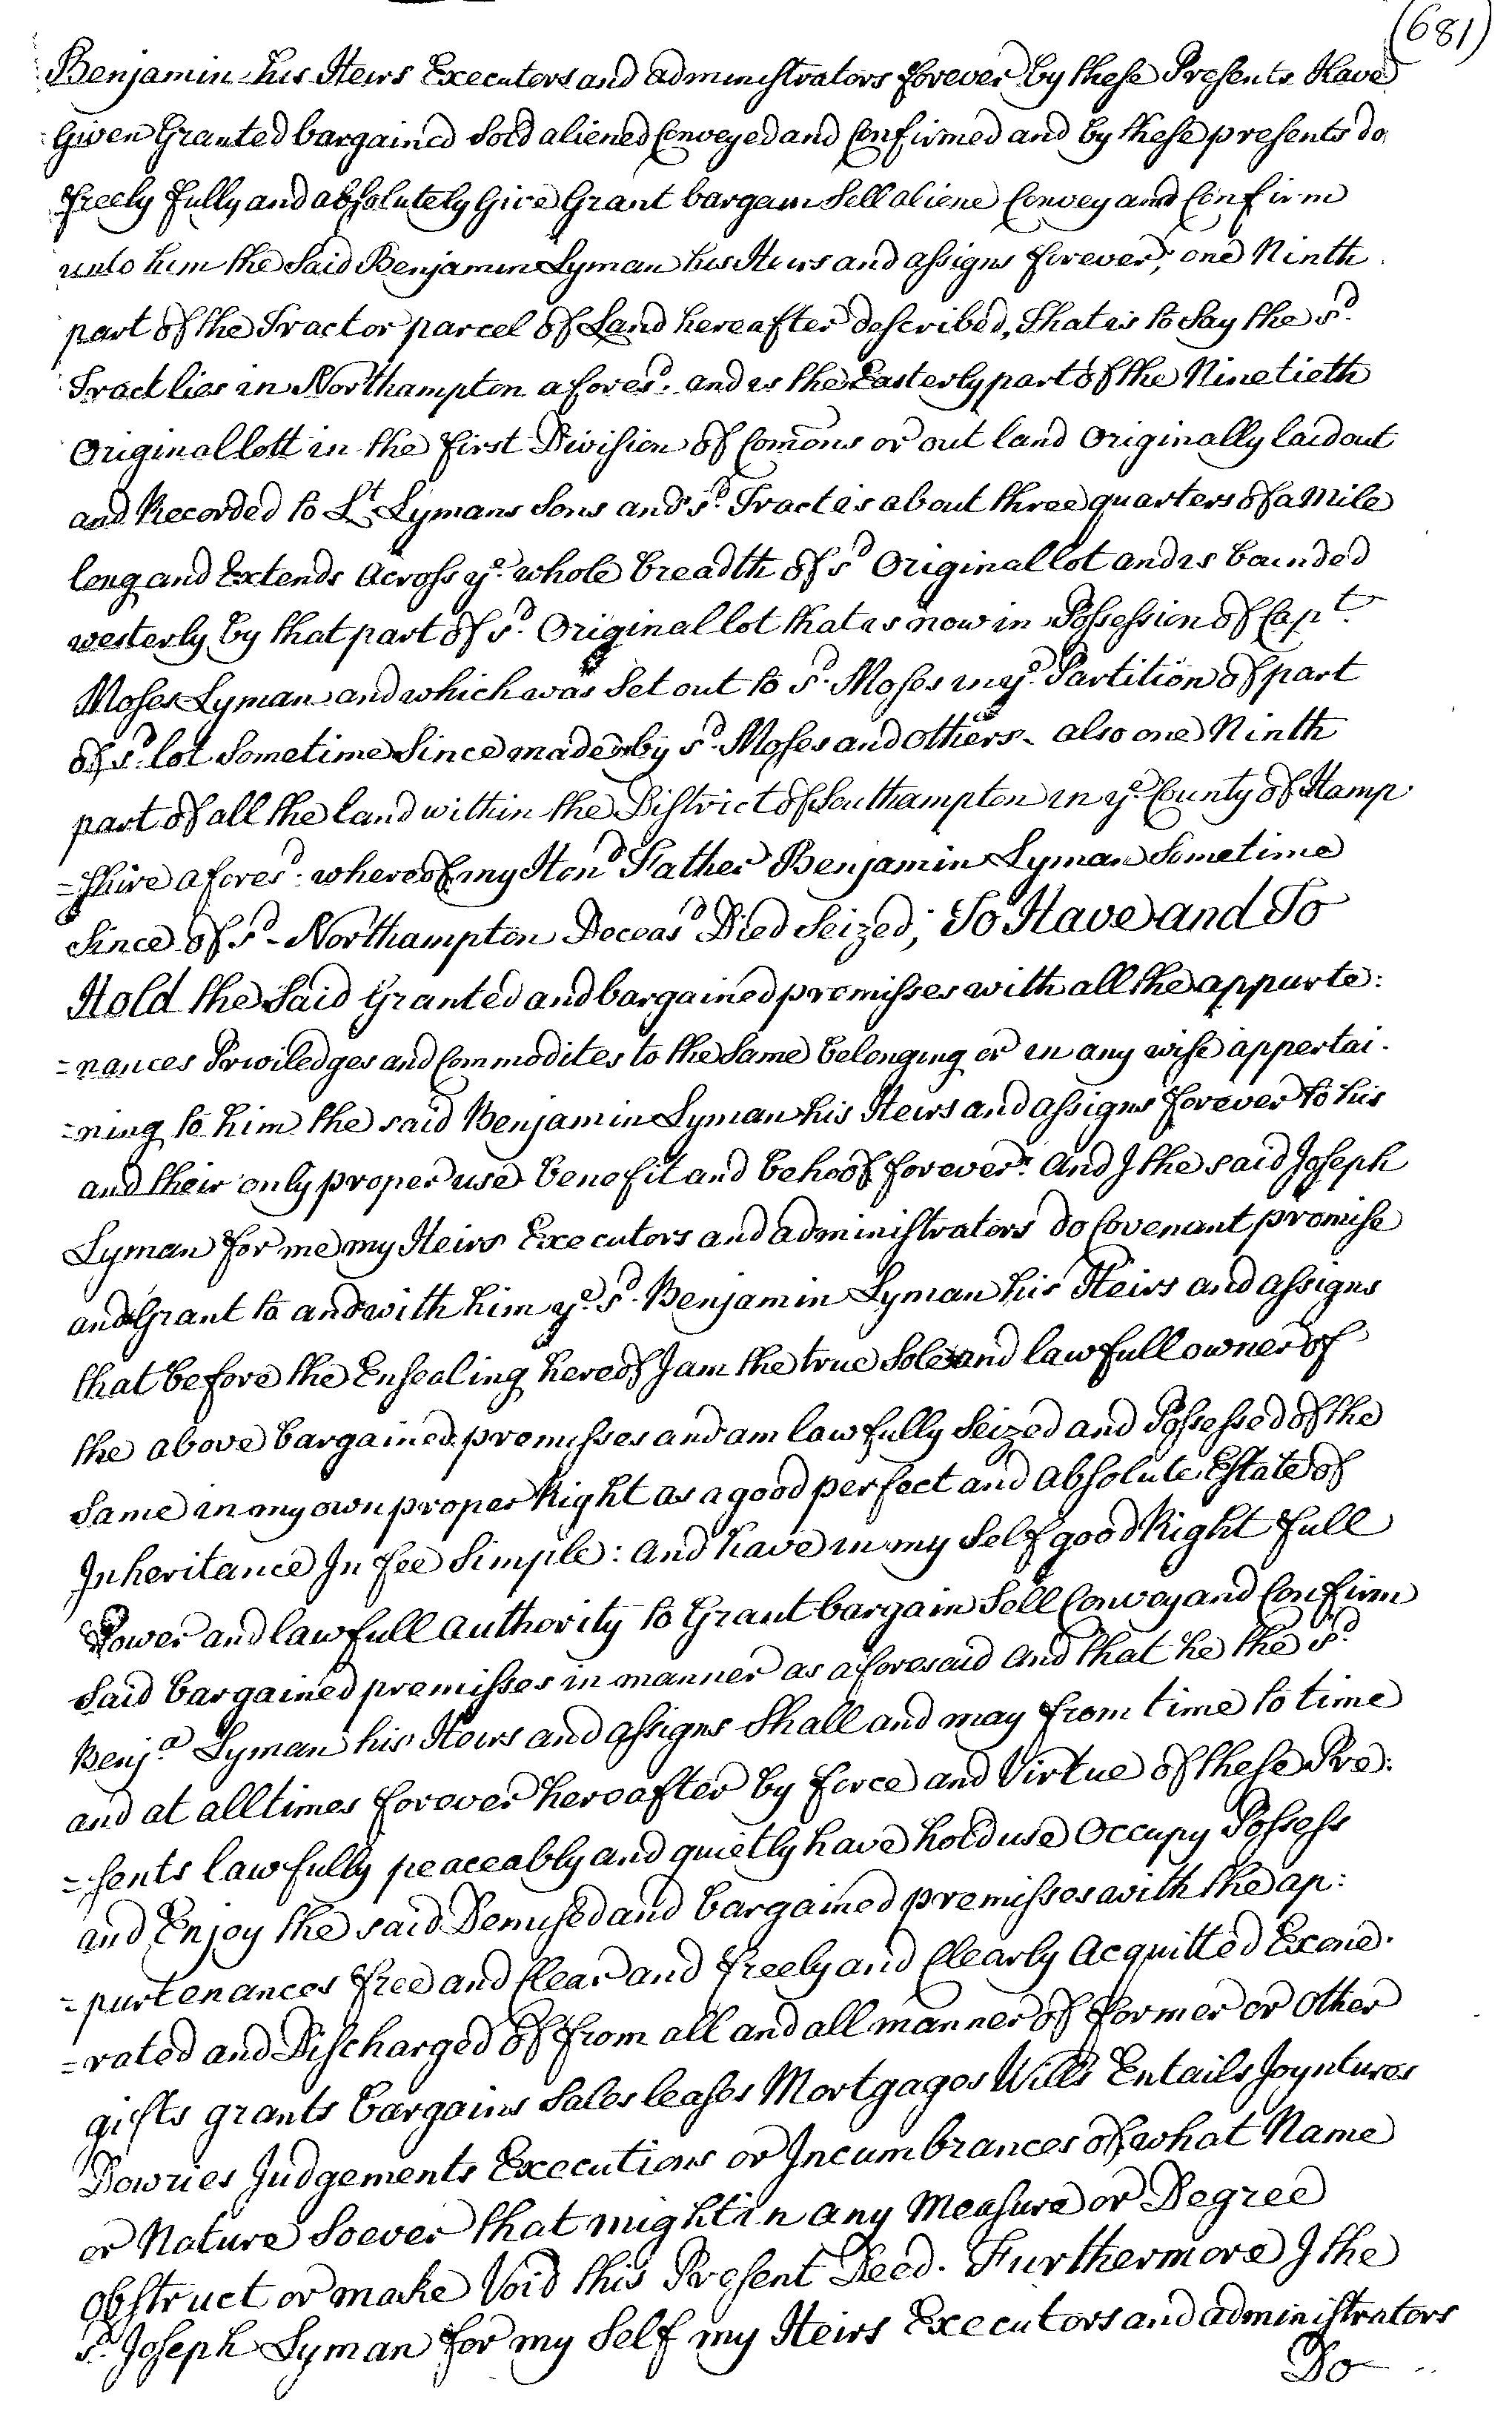 (681)
Benjamin his Heirs Executors and administrators forever by these Presents Have
Given Granted bargained Sold aliened Conveyed and Confirmed and by these presents do
freely fully and absolutely Give Grant bargain Sell aliene Convey and Confirm
unto him the Said Benjamin Lyman his Heirs and assigns forever; one Ninth
part of the Tract or parcel of Land hereafter described, That is to Say the sd.
Tract lies in Northampton aforesd. and is the Easterly part of the Ninetieth
Original lott in the first Division of Comons or out land Originally laid out
and Recorded to Lt. Lymans Sons and sd. Tract is about three quarters of a Mile
long and Extends Across ye. whole breadth of sd Original lot and is bounded
westerly by that part of sd. Original lot that is now in Possession of Capt.
Moses Lyman and which was Set out to sd. Moses in ye. Partition of part
of sd. lot Sometime Since made by sd. Moses and others - also one Ninth
part of all the land within the District of Southampton in ye. County of Hamp
=shire aforesd. whereof my Hond Father Benjamin Lyman Sometime
Since of sd - Northampton Deceasd Died Seized; To Have and To
Hold the Said Granted and bargained premisses with all the appurte:
=nances Priviledges and Commodites to the Same belonging or in any wise appertai-
=ning to him the said Benjamin Lyman his Heirs and assigns forever to his
and their only proper use benefit and behoof forever: And I the said Joseph
Lyman for me my Heirs Executors and administrators do Covenant promise
and Grant to and with him ye. sd. Benjamin Lyman his Heirs and assigns
that before the Ensealing hereof I am the true Sole and lawfull owner of
the above bargained premisses and am lawfully Seized and Possessed of the
Same in my own proper Right as a good perfect and absolute Estate of
Inheritance In fee Simple: and have in my Self good Right full
Power and lawfull authority to Grant bargain Sell Convey and Confirm
Said bargained premisses in manner as aforesaid and that he the sd.
Benja. Lyman his Heirs and assigns Shall and may from time to time
and at all times forever hereafter by force and Virtue of these Pre:
=sents lawfully peaceably and quietly have hold use Occupy Possess
and Enjoy the said Demised and bargained premisses with the ap:
=purtenances free and Clear and freely and Clearly Acquitted Exone-
=rated and Discharged of from all and all manner of former or other
gifts grants bargains Sales leases Mortgages Wills Entails Joyntures
Dowries Judgements Executions or Incumbrances of what Name
or Nature Soever that might in any Measure or Degree
obstruct or make Void this Present Deed. Furthermore I the
sd. Joseph Lyman for my Self my Heirs Executors and administrators
Do